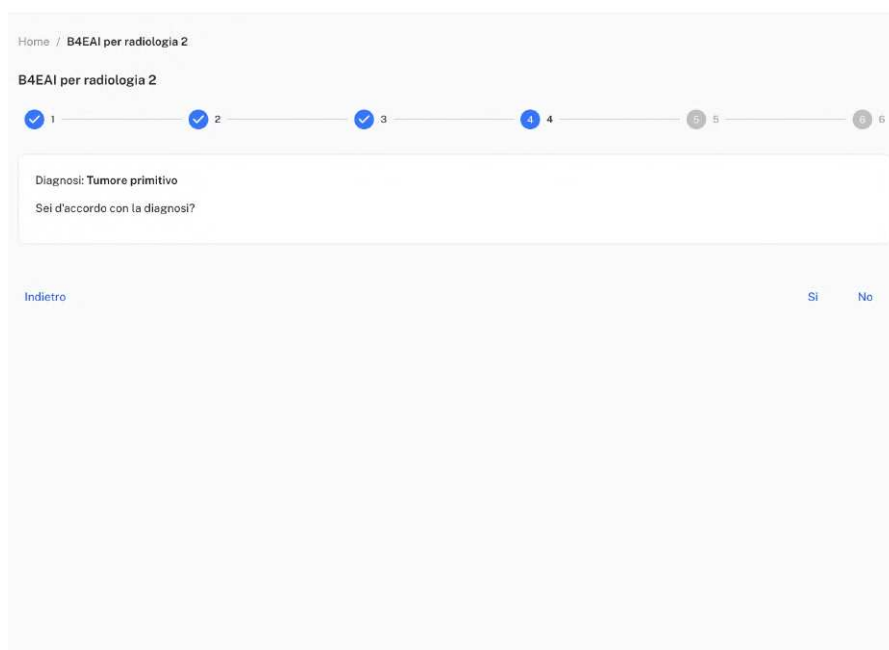 Home / B4EAI per radiologia 2
B4EAI per radiologia 2
1 2 3 4 4 5 5 6 6
Diagnosi: Tumore primitivo
Sei d'accordo con la diagnosi?
Indietro Si No